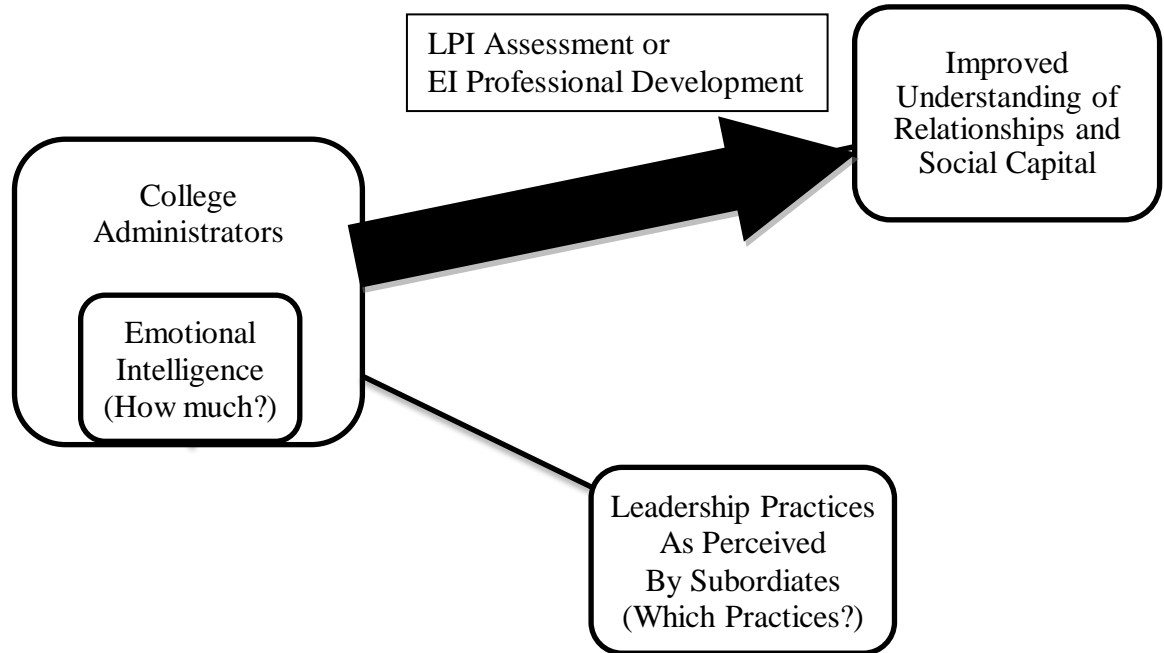 LPI Assessment or
EI Professional Development
Improved
Understanding of
Relationships and
Social Capital
College
Administrators
Emotional
Intelligence
(How much?)
Leadership Practices
As Perceived
By Subordiates
(Which Practices?)